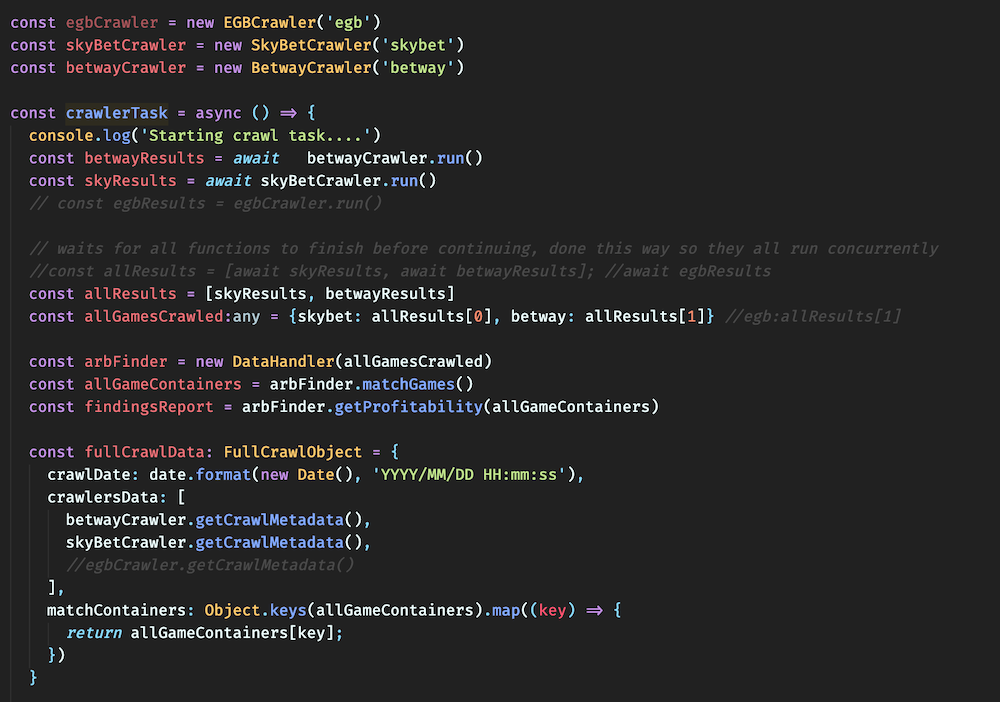 const egbCrawler = new EGBCrawler('egb')
const skyBetCrawler = new SkyBetCrawler('skybet')
const betwayCrawler = new BetwayCrawler('betway')

const crawlerTask = async () => {
  console.log('Starting crawl task....')
  const betwayResults = await   betwayCrawler.run()
  const skyResults = await skyBetCrawler.run()
  // const egbResults = egbCrawler.run()

  // waits for all functions to finish before continuing, done this way so they all run concurrently
  //const allResults = [await skyResults, await betwayResults]; //await egbResults
  const allResults = [skyResults, betwayResults]
  const allGamesCrawled:any = {skybet: allResults[0], betway: allResults[1]} //egb:allResults[1]

  const arbFinder = new DataHandler(allGamesCrawled)
  const allGameContainers = arbFinder.matchGames()
  const findingsReport = arbFinder.getProfitability(allGameContainers)

  const fullCrawlData: FullCrawlObject = {
    crawlDate: date.format(new Date(), 'YYYY/MM/DD HH:mm:ss'),
    crawlersData: [
      betwayCrawler.getCrawlMetadata(),
      skyBetCrawler.getCrawlMetadata(),
      //egbCrawler.getCrawlMetadata()
    ],
    matchContainers: Object.keys(allGameContainers).map((key) => {
      return allGameContainers[key];
    })
  }